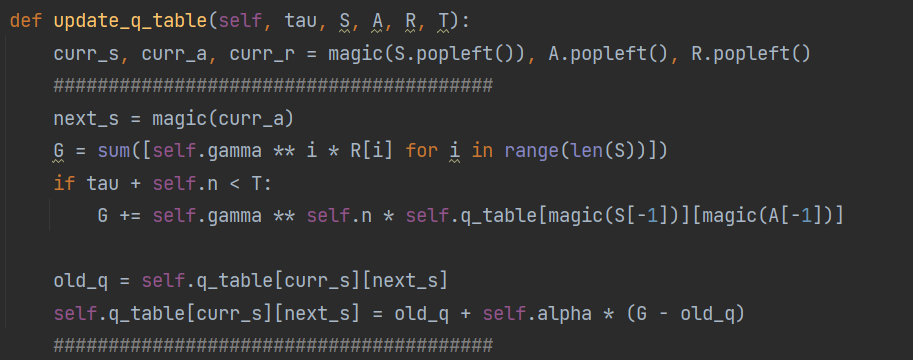 def update_q_table(self, tau, S, A, R, T):
    curr_s, curr_a, curr_r = magic(S.popleft()), A.popleft(), R.popleft()
    ########################################
    next_s = magic(curr_a)
    G = sum([self.gamma ** i * R[i] for i in range(len(S))])
    if tau + self.n < T:
        G += self.gamma ** self.n * self.q_table[magic(S[-1])][magic(A[-1])]
    old_q = self.q_table[curr_s][next_s]
    self.q_table[curr_s][next_s] = old_q + self.alpha * (G - old_q)
    ########################################